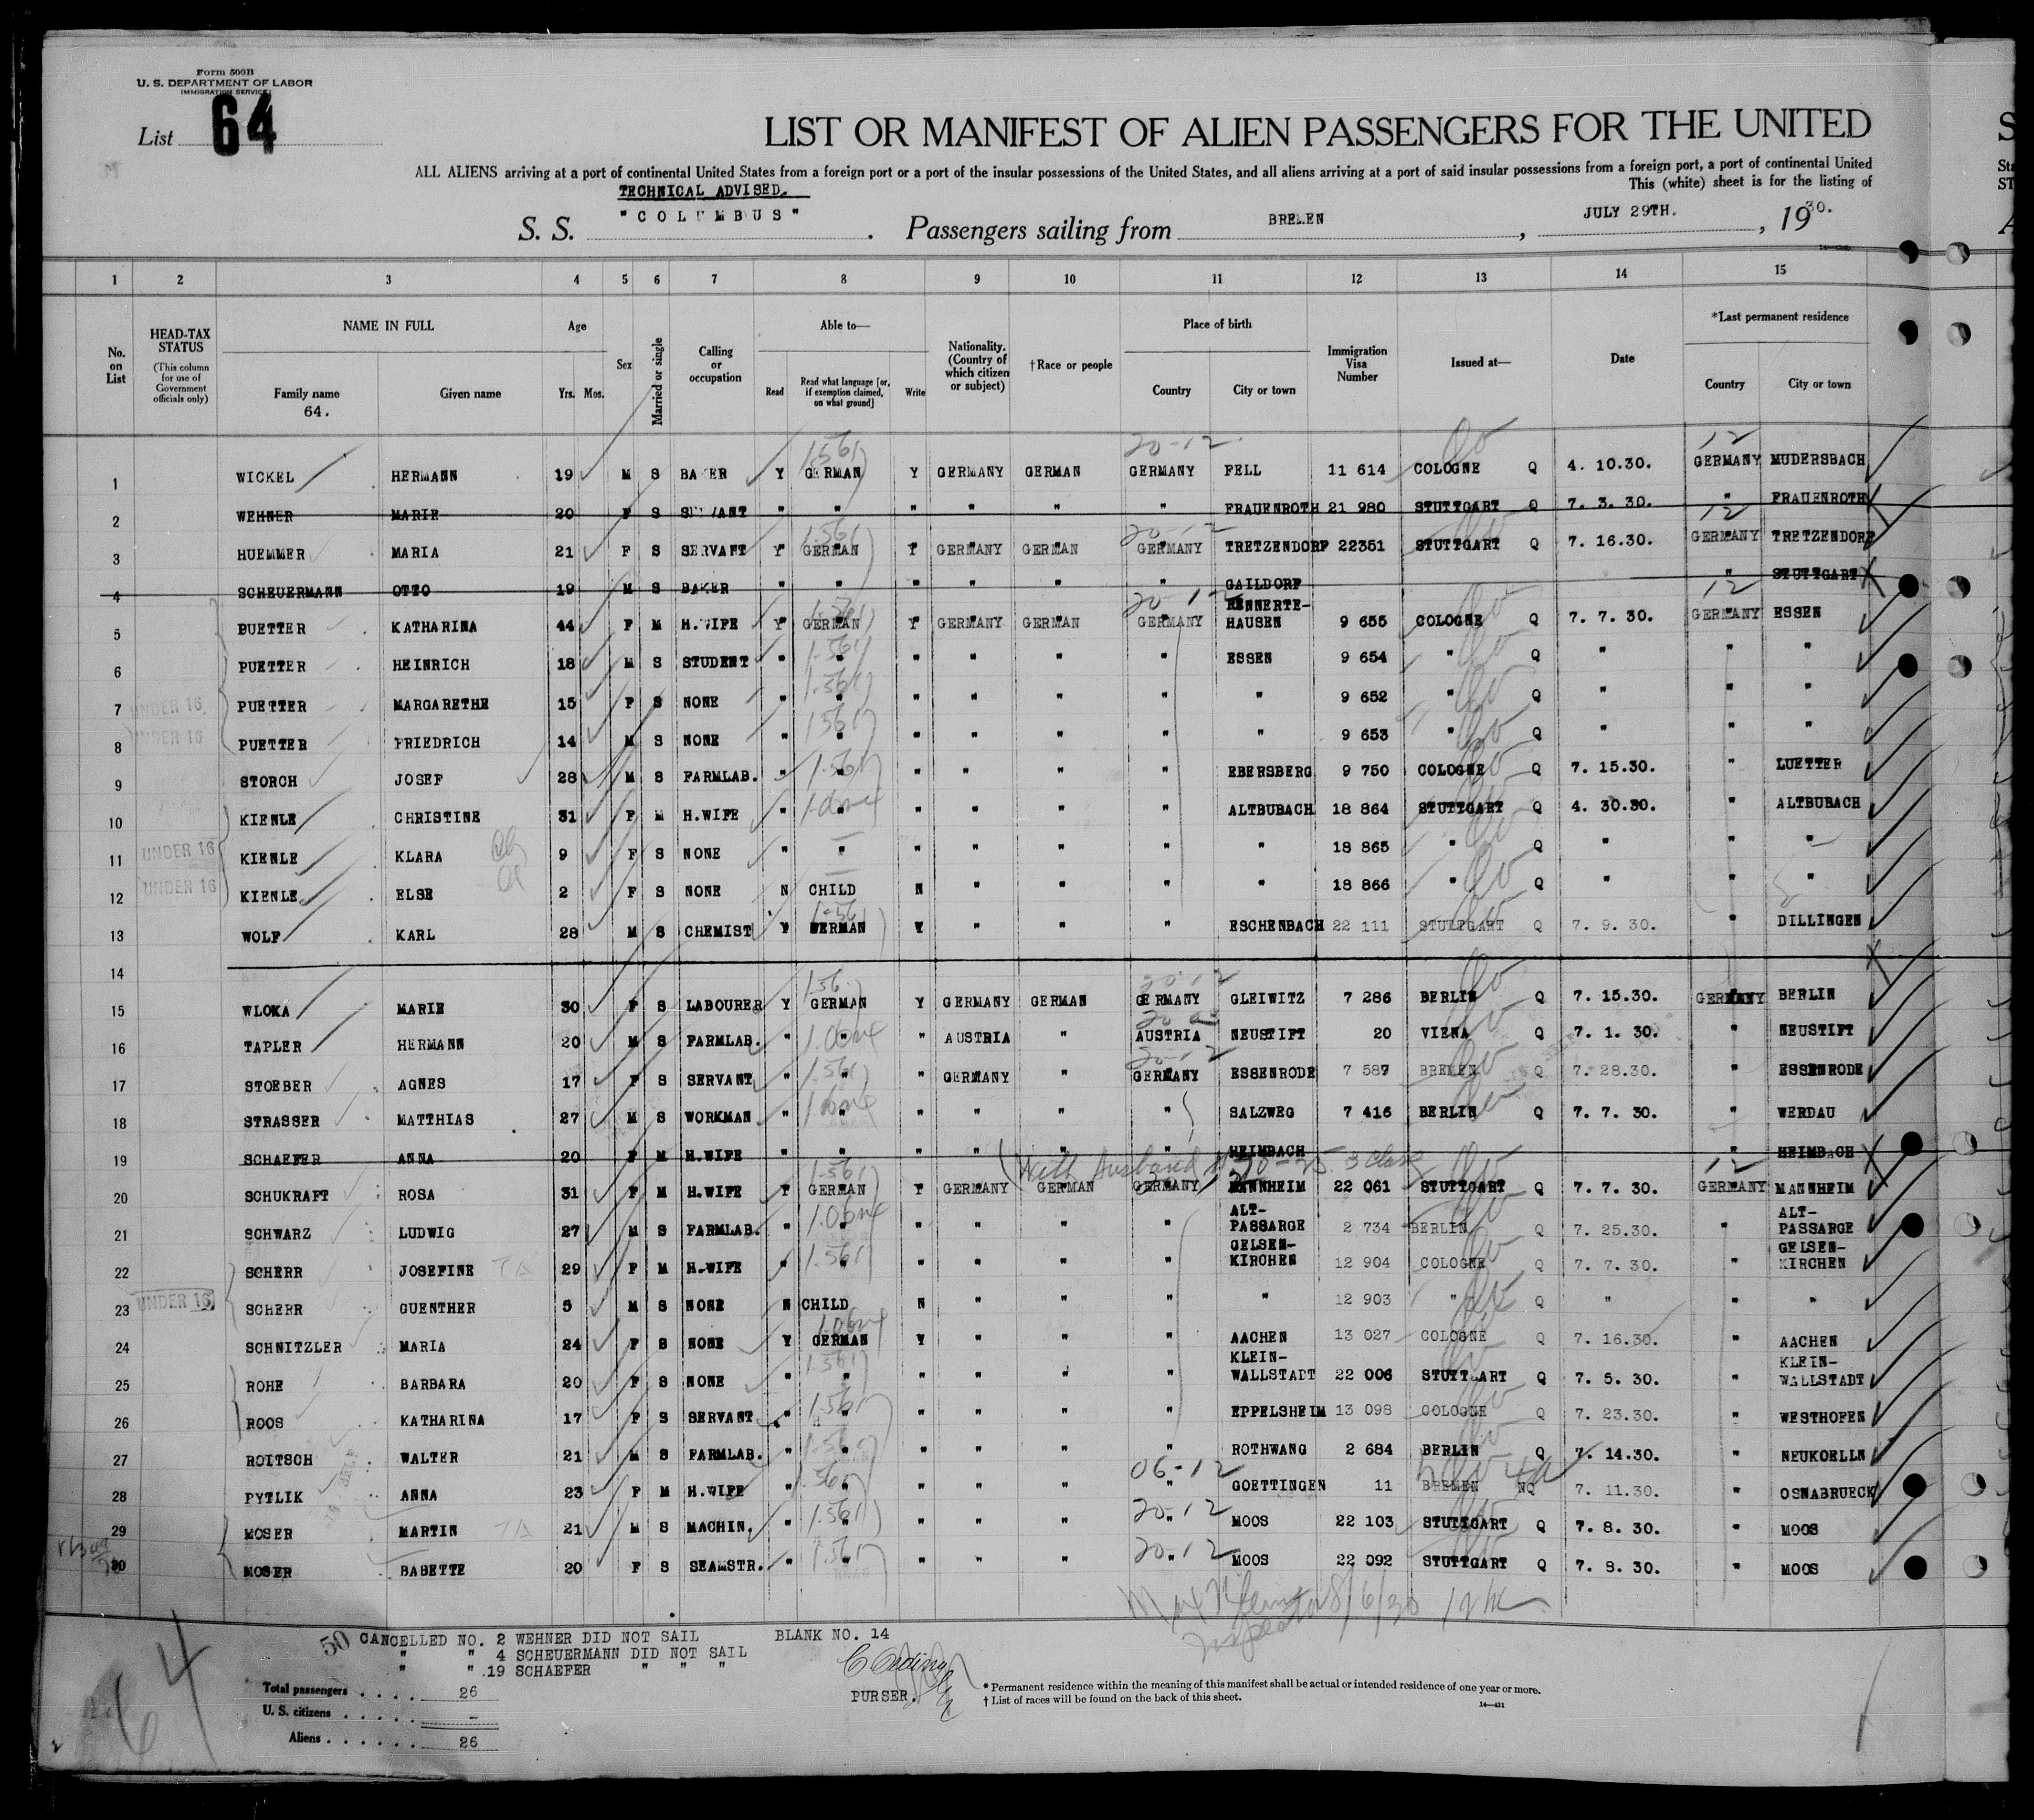 Form 500B
U. S. DEPARTMENT OF LABOR
IMMIGRATION SERVICE
List 64
LIST OR MANIFEST OF ALIEN PASSENGERS FOR THE UNITED
ALL ALIENS arriving at a port of continental United States from a foreign port or a port of the insular possessions of the United States, and all aliens arriving at a port of said insular possessions from a foreign port, a port of continental United
This (white) sheet is for the listing of
TECHNICAL ADVISED.
S. S. "COLUMBUS". Passengers sailing from BREMEN, JULY 29TH., 1930.
1 2 3 4 5 6 7 8 9 10 11 12 13 14 15
No. on List
HEAD-TAX STATUS
(This column for use of Government officials only)
NAME IN FULL
Family name
64.
Given name
Age
Yrs. Mos.
Sex
Married or single
Calling or occupation
Able to—
Read
Read what language [or, if exemption claimed, on what ground]
Write
Nationality. (Country of which citizen or subject)
†Race or people
Place of birth
Country
City or town
Immigration Visa Number
Issued at—
Date
*Last permanent residence
Country
City or town
1 WICKEL HERMANN 19 M S BAKER Y GERMAN Y GERMANY GERMAN GERMANY FELL 11 614 COLOGNE Q 4. 10.30. GERMANY MUDERSBACH
2 WEHNER MARIE 20 F S SERVANT " " " " " " FRAUENROTH 21 980 STUTTGART Q 7. 3. 30. " FRAUENROTH
3 HUEMMER MARIA 21 F S SERVANT Y GERMAN Y GERMANY GERMAN GERMANY TRETZENDORF 22351 STUTTGART Q 7. 16.30. GERMANY TRETZENDORF
4 SCHEUERMANN OTTO 19 M S BAKER " " " " " " GAILDORF " STUTTGART
5 PUETTER KATHARINA 44 F M H.WIFE Y GERMAN Y GERMANY GERMAN GERMANY RENNERTE-HAUSEN 9 655 COLOGNE Q 7. 7. 30. GERMANY ESSEN
6 PUETTER HEINRICH 18 M S STUDENT " " " " " " ESSEN 9 654 " Q " " "
UNDER 16 7 PUETTER MARGARETHE 15 F S NONE " " " " " " " 9 652 " Q " " "
UNDER 16 8 PUETTER FRIEDRICH 14 M S NONE " " " " " " " 9 653 " Q " " "
9 STORCH JOSEF 28 M S FARMLAB. " " " " " " EBERSBERG 9 750 COLOGNE Q 7. 15.30. " LUETTER
10 KIENLE CHRISTINE 31 F M H.WIFE " " " " " ALTBUBACH 18 864 STUTTGART Q 4. 30.30. " ALTBUBACH
11 UNDER 16 KIENLE KLARA 9 F S NONE " " " " " " " 18 865 " Q " " "
12 UNDER 16 KIENLE ELSE 2 F S NONE N CHILD N " " " " 18 866 " Q " " "
13 WOLF KARL 28 M S CHEMIST Y GERMAN Y " " " ESCHENBACH 22 111 STUTTGART Q 7. 9. 30. " DILLINGEN
14
15 WLOKA MARIE 30 F S LABOURER Y GERMAN Y GERMANY GERMAN GERMANY GLEIWITZ 7 286 BERLIN Q 7. 15.30. GERMANY BERLIN
16 TAPLER HERMANN 20 M S FARMLAB. " " " AUSTRIA " AUSTRIA NEUSTIFT 20 VIENA Q 7. 1. 30. " NEUSTIFT
17 STOEBER AGNES 17 F S SERVANT " " " GERMANY " GERMANY ESSENRODE 7 587 BREMEN Q 7. 28.30. " ESSENRODE
18 STRASSER MATTHIAS 27 M S WORKMAN " " " " " " SALZWEG 7 416 BERLIN Q 7. 7. 30. " WERDAU
19 SCHAEFER ANNA 20 F M H.WIFE " " " " " " HEIMBACH " HEIMBACH
20 SCHUKRAFT ROSA 31 F M H.WIFE Y GERMAN Y GERMANY GERMAN GERMANY MANNHEIM 22 061 STUTTGART Q 7. 7. 30. GERMANY MANNHEIM
21 SCHWARZ LUDWIG 27 M S FARMLAB. " " " " " " ALT-PASSARGE 2 734 BERLIN Q 7. 25.30. " ALT-PASSARGE
22 SCHERR JOSEFINE 29 F M H.WIFE " " " " " " GELSEN-KIRCHEN 12 904 COLOGNE Q 7. 7. 30. " GELSEN-KIRCHEN
UNDER 16 23 SCHERR GUENTHER 5 M S NONE N CHILD N " " " " 12 903 " Q " " "
24 SCHNITZLER MARIA 24 F S NONE Y GERMAN Y " " " AACHEN 13 027 COLOGNE Q 7. 16.30. " AACHEN
25 ROHE BARBARA 20 F S NONE " " " " " " KLEIN-WALLSTADT 22 006 STUTTGART Q 7. 5. 30. " KLEIN-WALLSTADT
26 ROOS KATHARINA 17 F S SERVANT " " " " " " EPPELSHEIM 13 098 COLOGNE Q 7. 23.30. " WESTHOFEN
27 ROITSCH WALTER 21 M S FARMLAB. " " " " " " ROTHWANG 2 684 BERLIN Q 7. 14.30. " NEUKOELLN
28 PYTLIK ANNA 23 F M H.WIFE " " " " " " GOETTINGEN 11 BREMEN NQ 7. 11.30. " OSNABRUECK
29 MOSER MARTIN 21 M S MACHIN. " " " " " " MOOS 22 103 STUTTGART Q 7. 8. 30. " MOOS
30 MOSER BABETTE 20 F S SEAMSTR. " " " " " " MOOS 22 092 STUTTGART Q 7. 8. 30. " MOOS
8/6/30
50 CANCELLED NO. 2 WEHNER DID NOT SAIL BLANK NO. 14
" " 4 SCHEUERMANN DID NOT SAIL
" " 19 SCHAEFER " " "
Total passengers . . . . 26
U. S. citizens . . . . . –
Aliens . . . . . . 26
PURSER.
* Permanent residence within the meaning of this manifest shall be actual or intended residence of one year or more.
† List of races will be found on the back of this sheet.
14—431
64